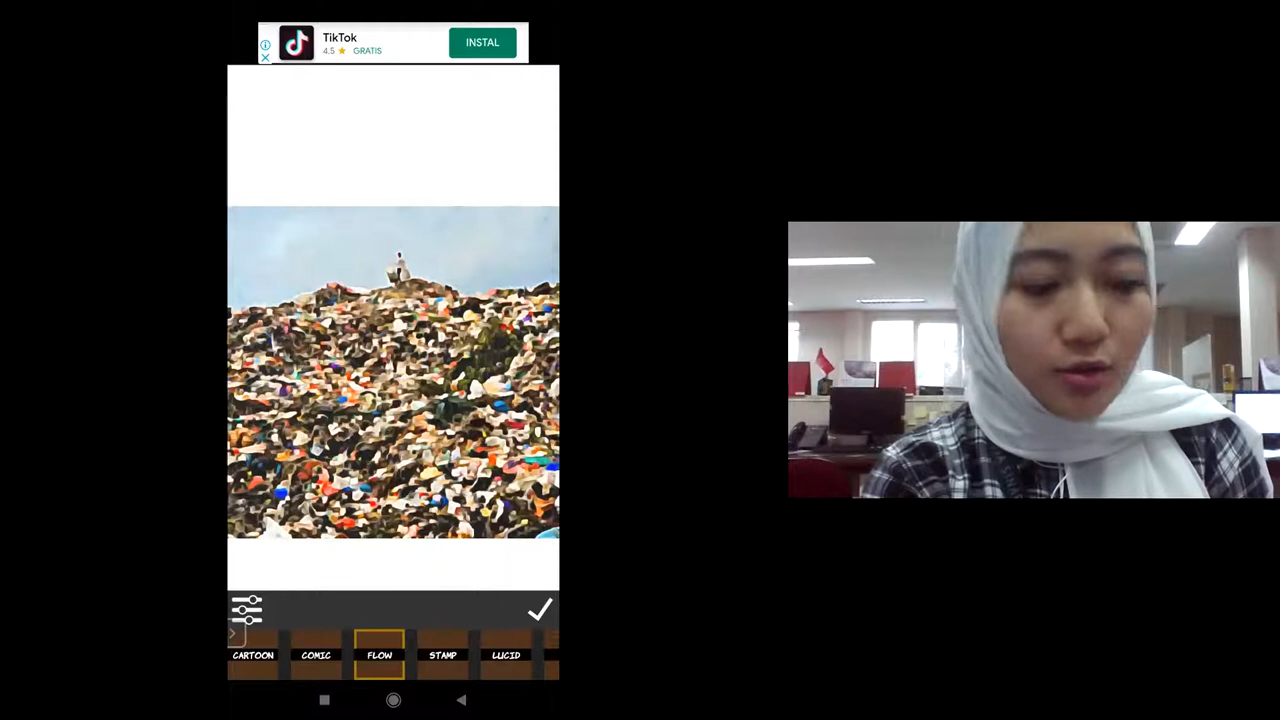 TikTok
4.5 ★ GRATIS
INSTAL
CARTOON
COMIC
FLOW
STAMP
LUCID